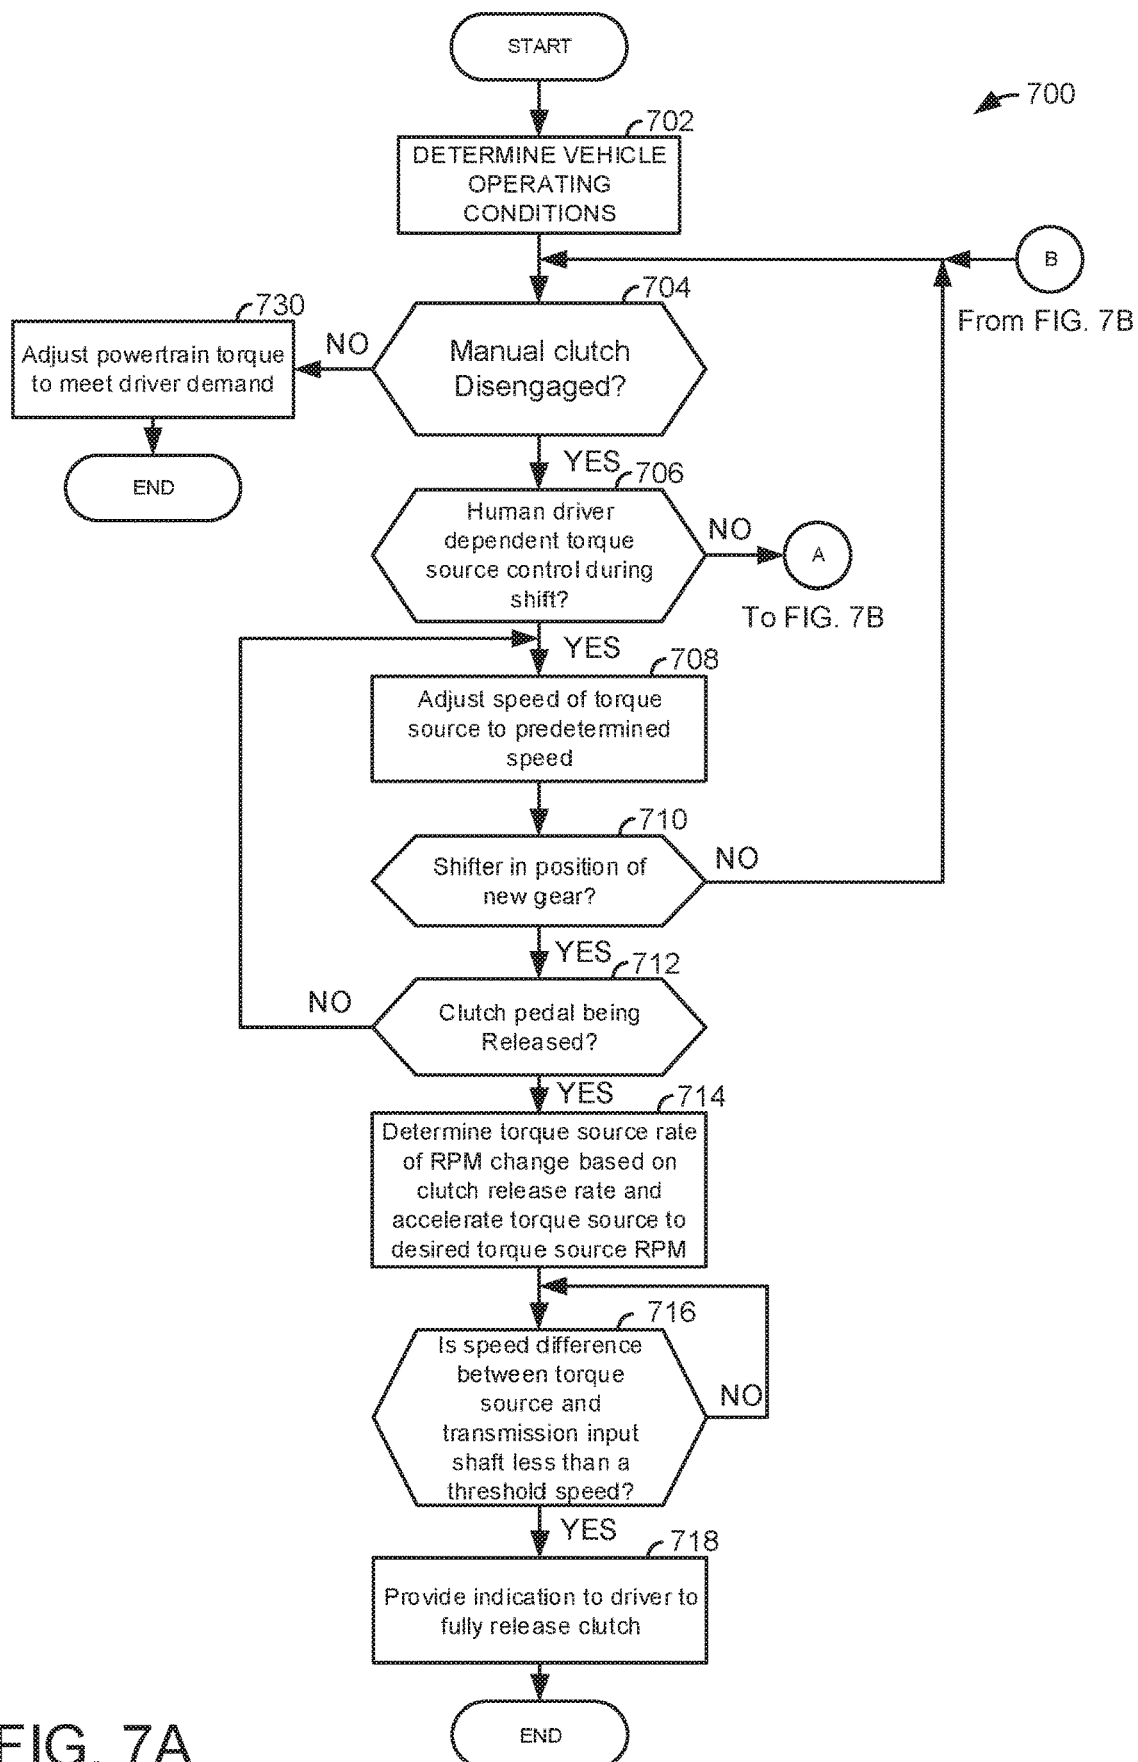 START
700
702
DETERMINE VEHICLE
OPERATING
CONDITIONS
B
From FIG. 7B
704
Manual clutch
Disengaged?
NO
730
Adjust powertrain torque
to meet driver demand
END
YES
706
Human driver
dependent torque
source control during
shift?
NO
A
To FIG. 7B
YES
708
Adjust speed of torque
source to predetermined
speed
710
Shifter in position of
new gear?
NO
YES
712
Clutch pedal being
Released?
NO
YES
714
Determine torque source rate
of RPM change based on
clutch release rate and
accelerate torque source to
desired torque source RPM
716
Is speed difference
between torque
source and
transmission input
shaft less than a
threshold speed?
NO
YES
718
Provide indication to driver to
fully release clutch
END
FIG. 7A